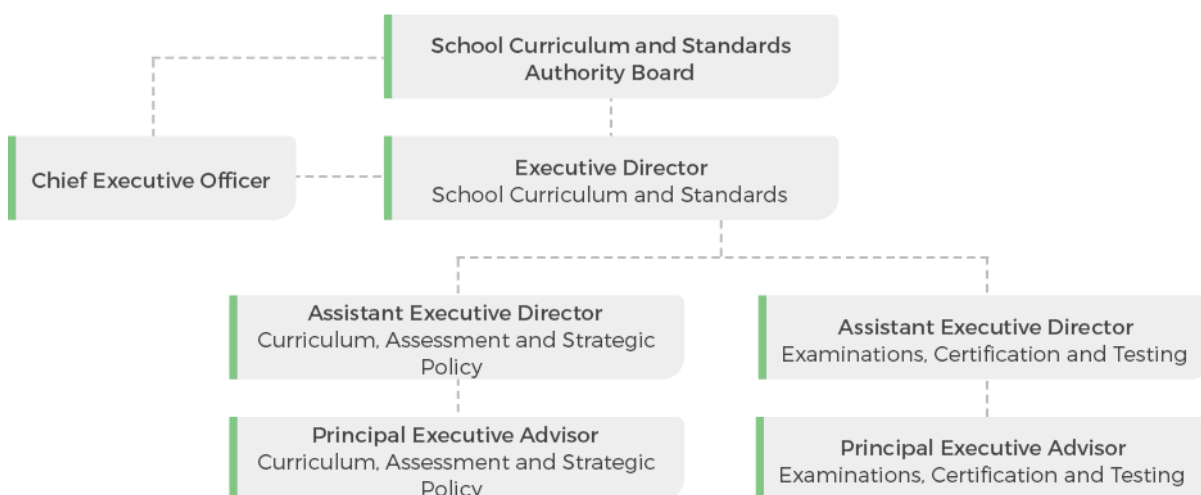 School Curriculum and Standards
Authority Board
Chief Executive Officer
Executive Director
School Curriculum and Standards
Assistant Executive Director
Curriculum, Assessment and Strategic
Policy
Assistant Executive Director
Examinations, Certification and Testing
Principal Executive Advisor
Curriculum, Assessment and Strategic
Policy
Principal Executive Advisor
Examinations, Certification and Testing